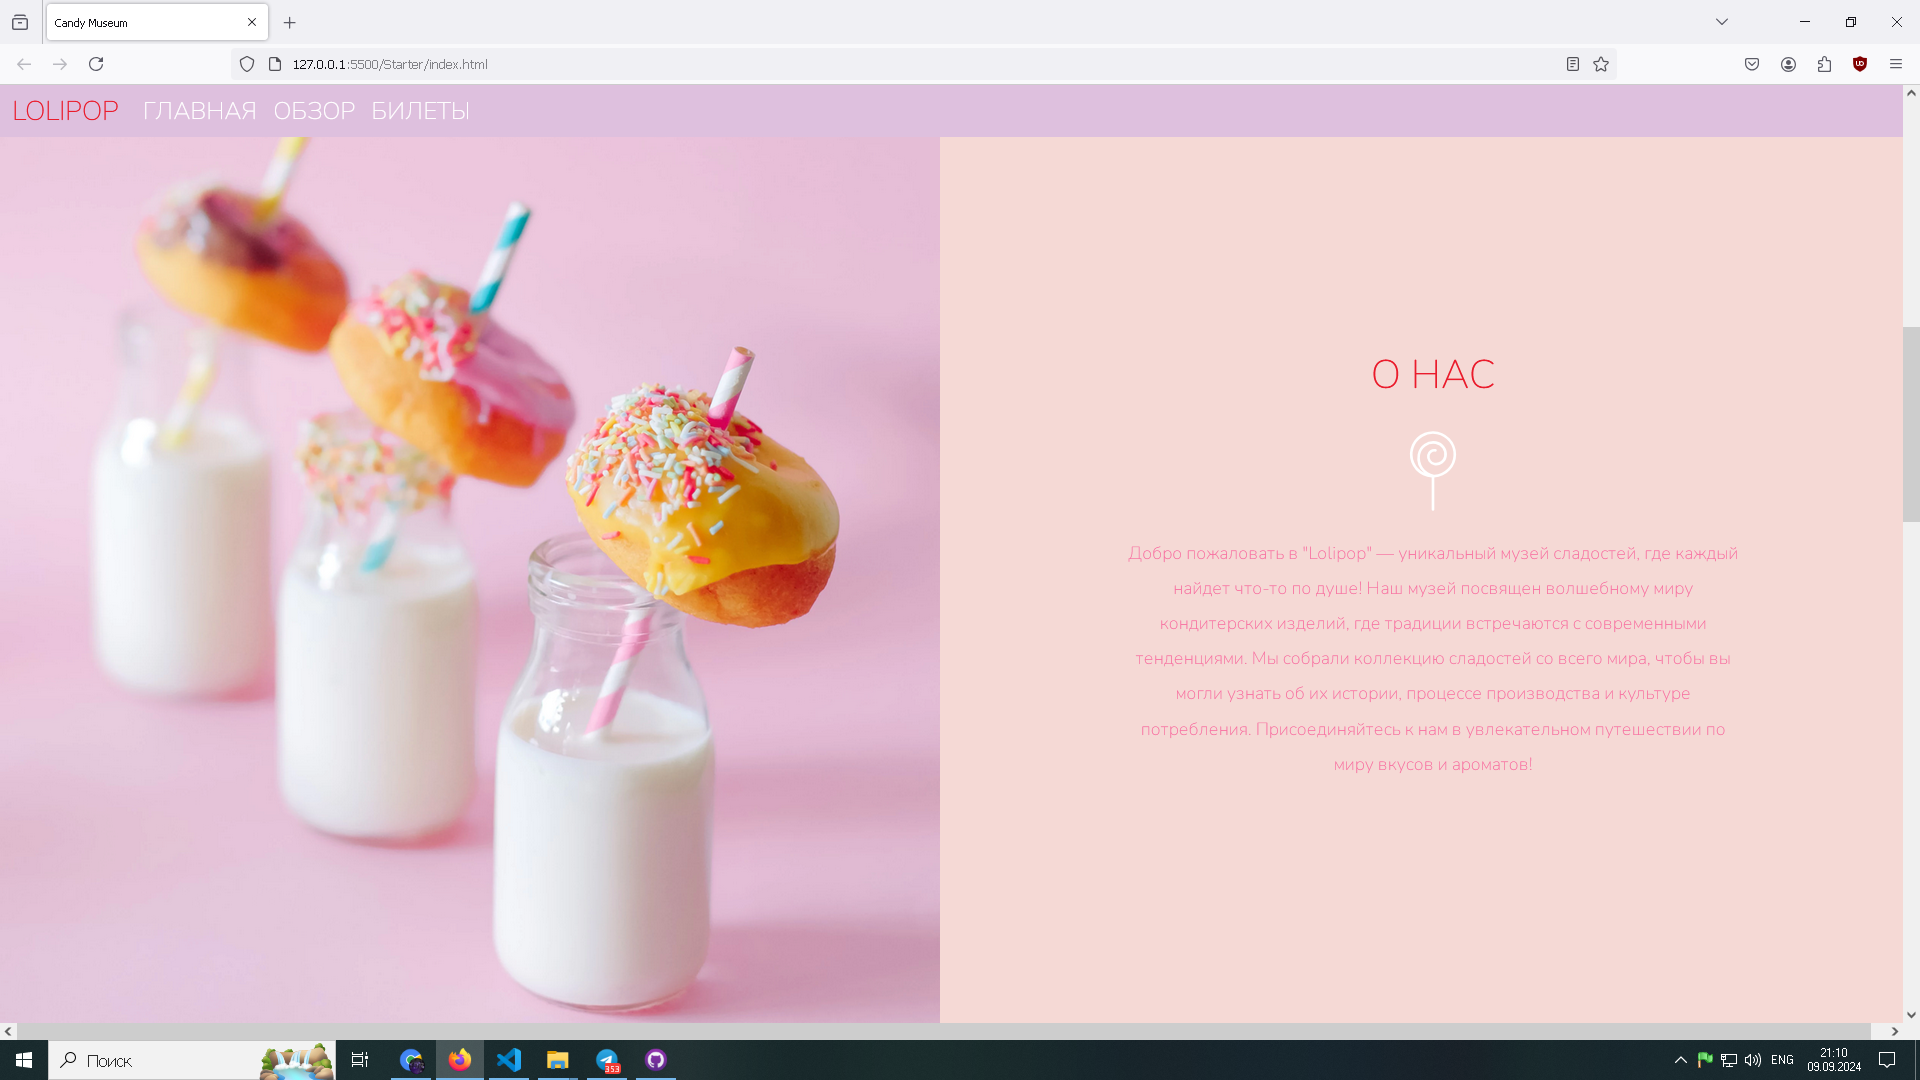 Candy Museum
127.0.0.1:5500/Starter/index.html
LOLIPOP ГЛАВНАЯ ОБЗОР БИЛЕТЫ
О НАС
Добро пожаловать в "Lolipop" — уникальный музей сладостей, где каждый
найдет что-то по душе! Наш музей посвящен волшебному миру
кондитерских изделий, где традиции встречаются с современными
тенденциями. Мы собрали коллекцию сладостей со всего мира, чтобы вы
могли узнать об их истории, процессе производства и культуре
потребления. Присоединяйтесь к нам в увлекательном путешествии по
миру вкусов и ароматов!
Поиск
353
ENG
21:10
09.09.2024